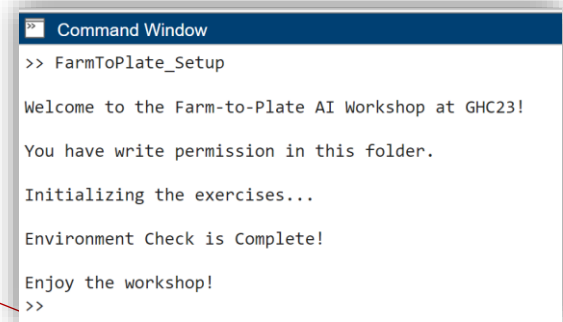 Command Window
>> FarmToPlate_Setup
Welcome to the Farm-to-Plate AI Workshop at GHC23!
You have write permission in this folder.
Initializing the exercises...
Environment Check is Complete!
Enjoy the workshop!
>>